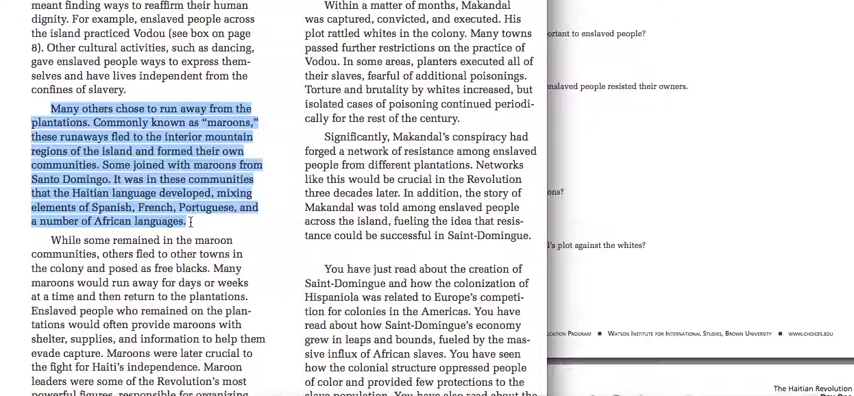 meant finding ways to reaffirm their human
dignity. For example, enslaved people across
the island practiced Vodou (see box on page
8). Other cultural activities, such as dancing,
gave enslaved people ways to express them-
selves and have lives independent from the
confines of slavery.
Many others chose to run away from the
plantations. Commonly known as “maroons,”
these runaways fled to the interior mountain
regions of the island and formed their own
communities. Some joined with maroons from
Santo Domingo. It was in these communities
that the Haitian language developed, mixing
elements of Spanish, French, Portuguese, and
a number of African languages.
While some remained in the maroon
communities, others fled to other towns in
the colony and posed as free blacks. Many
maroons would run away for days or weeks
at a time and then return to the plantations.
Enslaved people who remained on the plan-
tations would often provide maroons with
shelter, supplies, and information to help them
evade capture. Maroons were later crucial to
the fight for Haiti’s independence. Maroon
leaders were some of the Revolution’s most
powerful figures, responsible for organizing
Within a matter of months, Makandal
was captured, convicted, and executed. His
plot rattled whites in the colony. Many towns
passed further restrictions on the practice of
Vodou. In some areas, planters executed all of
their slaves, fearful of additional poisonings.
Torture and brutality by whites increased, but
isolated cases of poisoning continued periodi-
cally for the rest of the century.
Significantly, Makandal’s conspiracy had
forged a network of resistance among enslaved
people from different plantations. Networks
like this would be crucial in the Revolution
three decades later. In addition, the story of
Makandal was told among enslaved people
across the island, fueling the idea that resis-
tance could be successful in Saint-Domingue.
You have just read about the creation of
Saint-Domingue and how the colonization of
Hispaniola was related to Europe’s competi-
tion for colonies in the Americas. You have
read about how Saint-Domingue’s economy
grew in leaps and bounds, fueled by the mas-
sive influx of African slaves. You have seen
how the colonial structure oppressed people
of color and provided few protections to the
slave population. You have also read about the
ortant to enslaved people?
enslaved people resisted their owners.
ons?
l’s plot against the whites?
ucation Program ■ Watson Institute for International Studies, Brown University ■ www.choices.edu
The Haitian Revolution
Day One